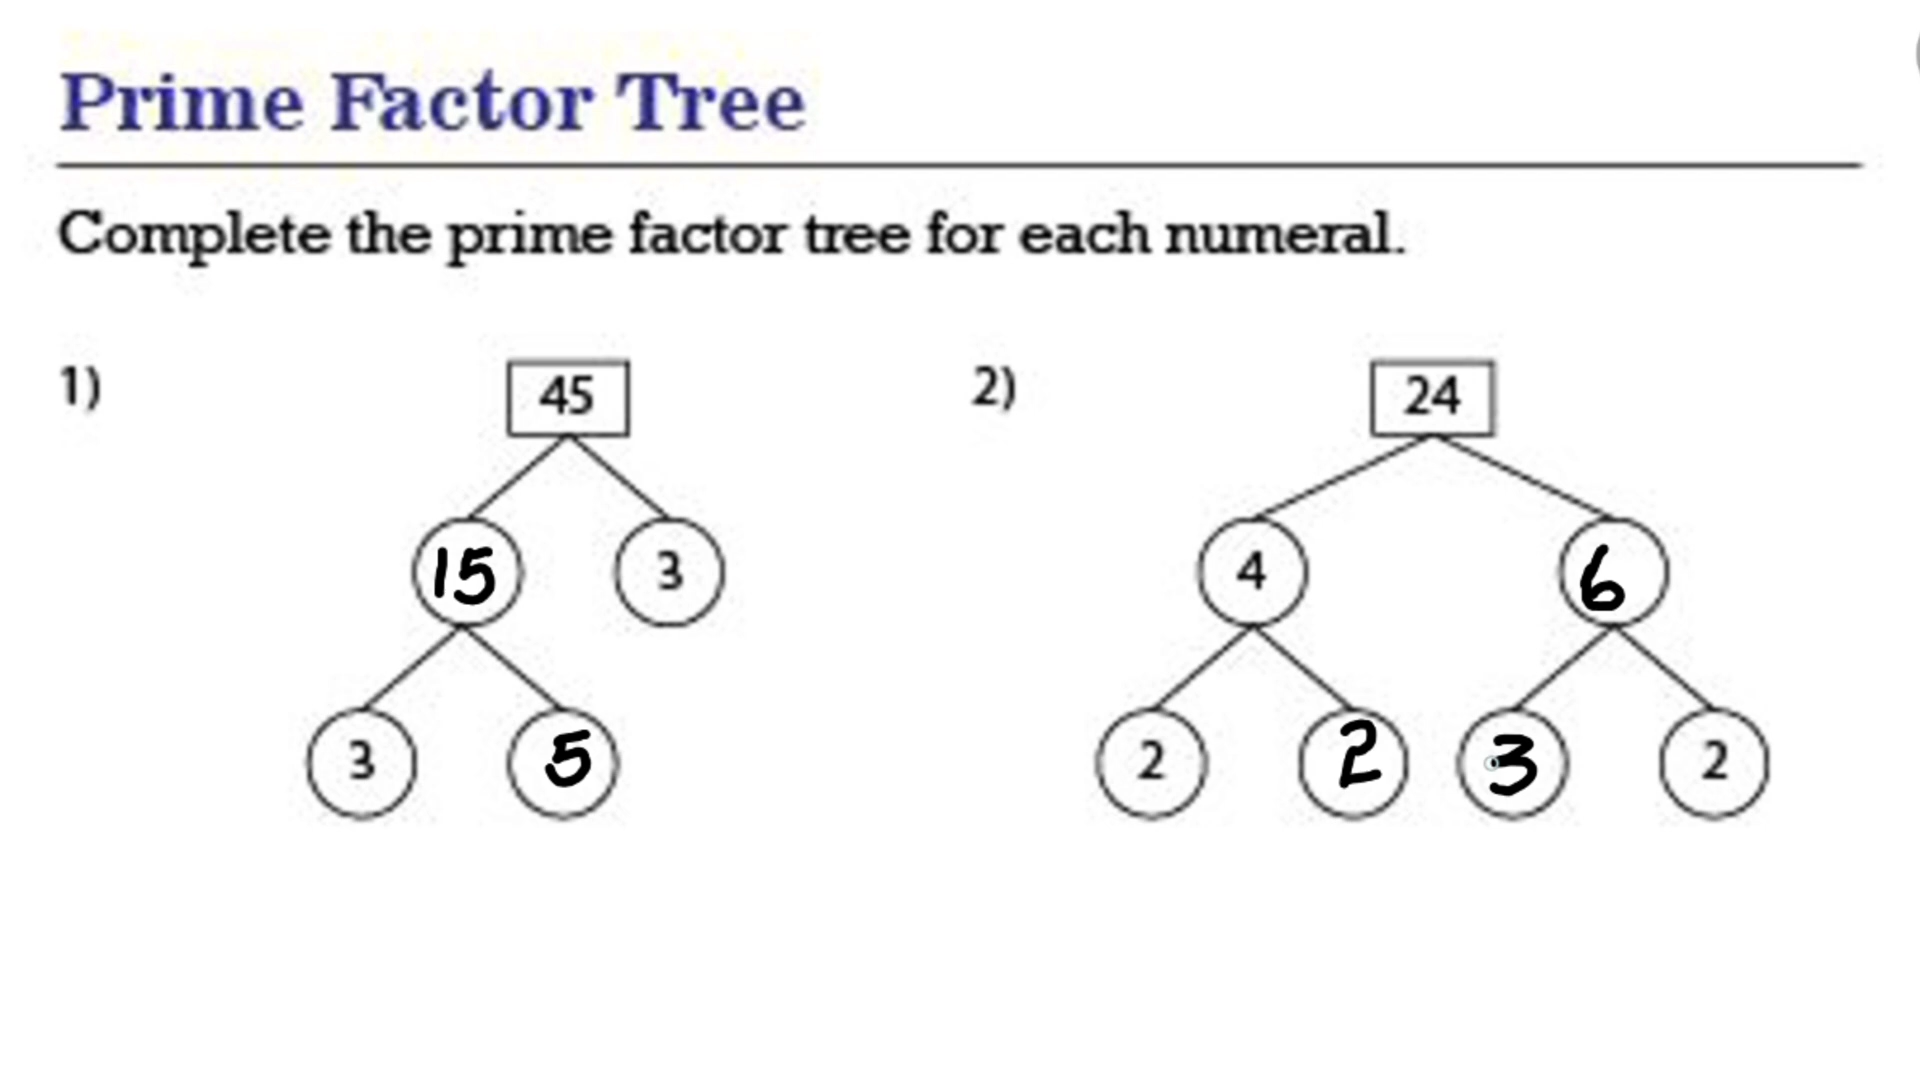 Prime Factor Tree
Complete the prime factor tree for each numeral.
1) 45
15 3
3 5
2) 24
4 6
2 2 3 2